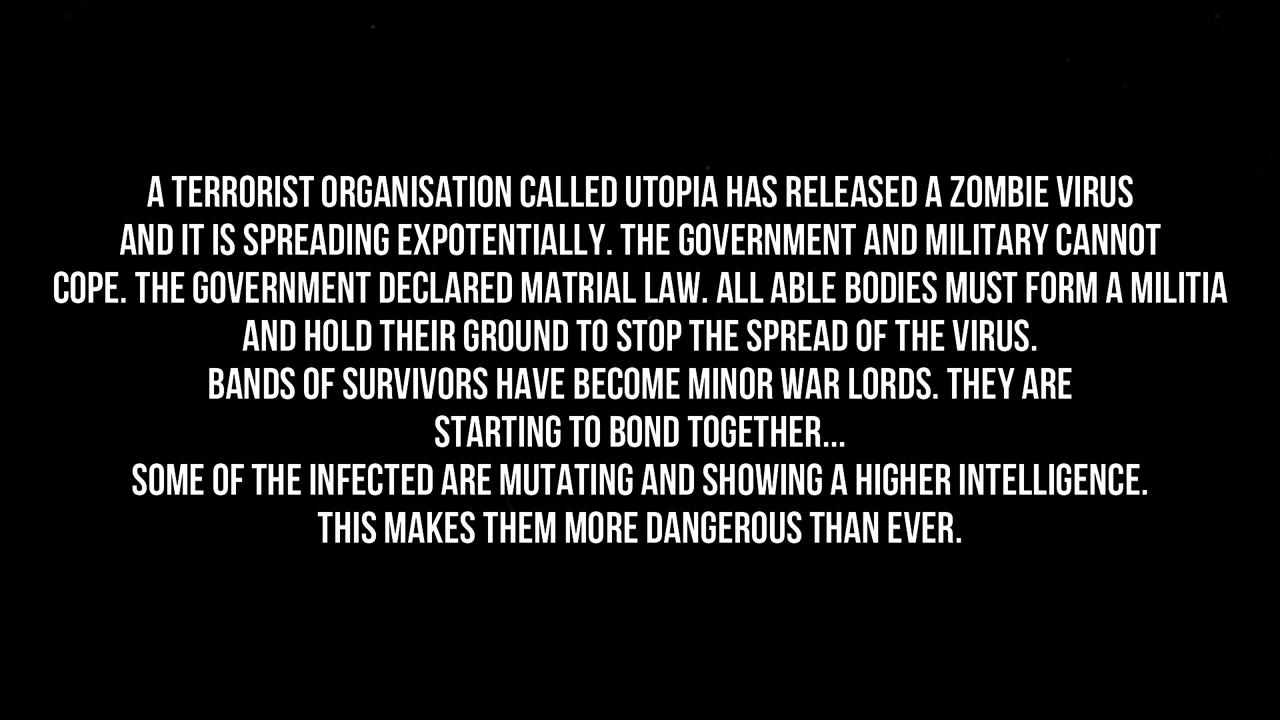 A TERRORIST ORGANISATION CALLED UTOPIA HAS RELEASED A ZOMBIE VIRUS
AND IT IS SPREADING EXPOTENTIALLY. THE GOVERNMENT AND MILITARY CANNOT
COPE. THE GOVERNMENT DECLARED MATRIAL LAW. ALL ABLE BODIES MUST FORM A MILITIA
AND HOLD THEIR GROUND TO STOP THE SPREAD OF THE VIRUS.
BANDS OF SURVIVORS HAVE BECOME MINOR WAR LORDS. THEY ARE
STARTING TO BOND TOGETHER...
SOME OF THE INFECTED ARE MUTATING AND SHOWING A HIGHER INTELLIGENCE.
THIS MAKES THEM MORE DANGEROUS THAN EVER.